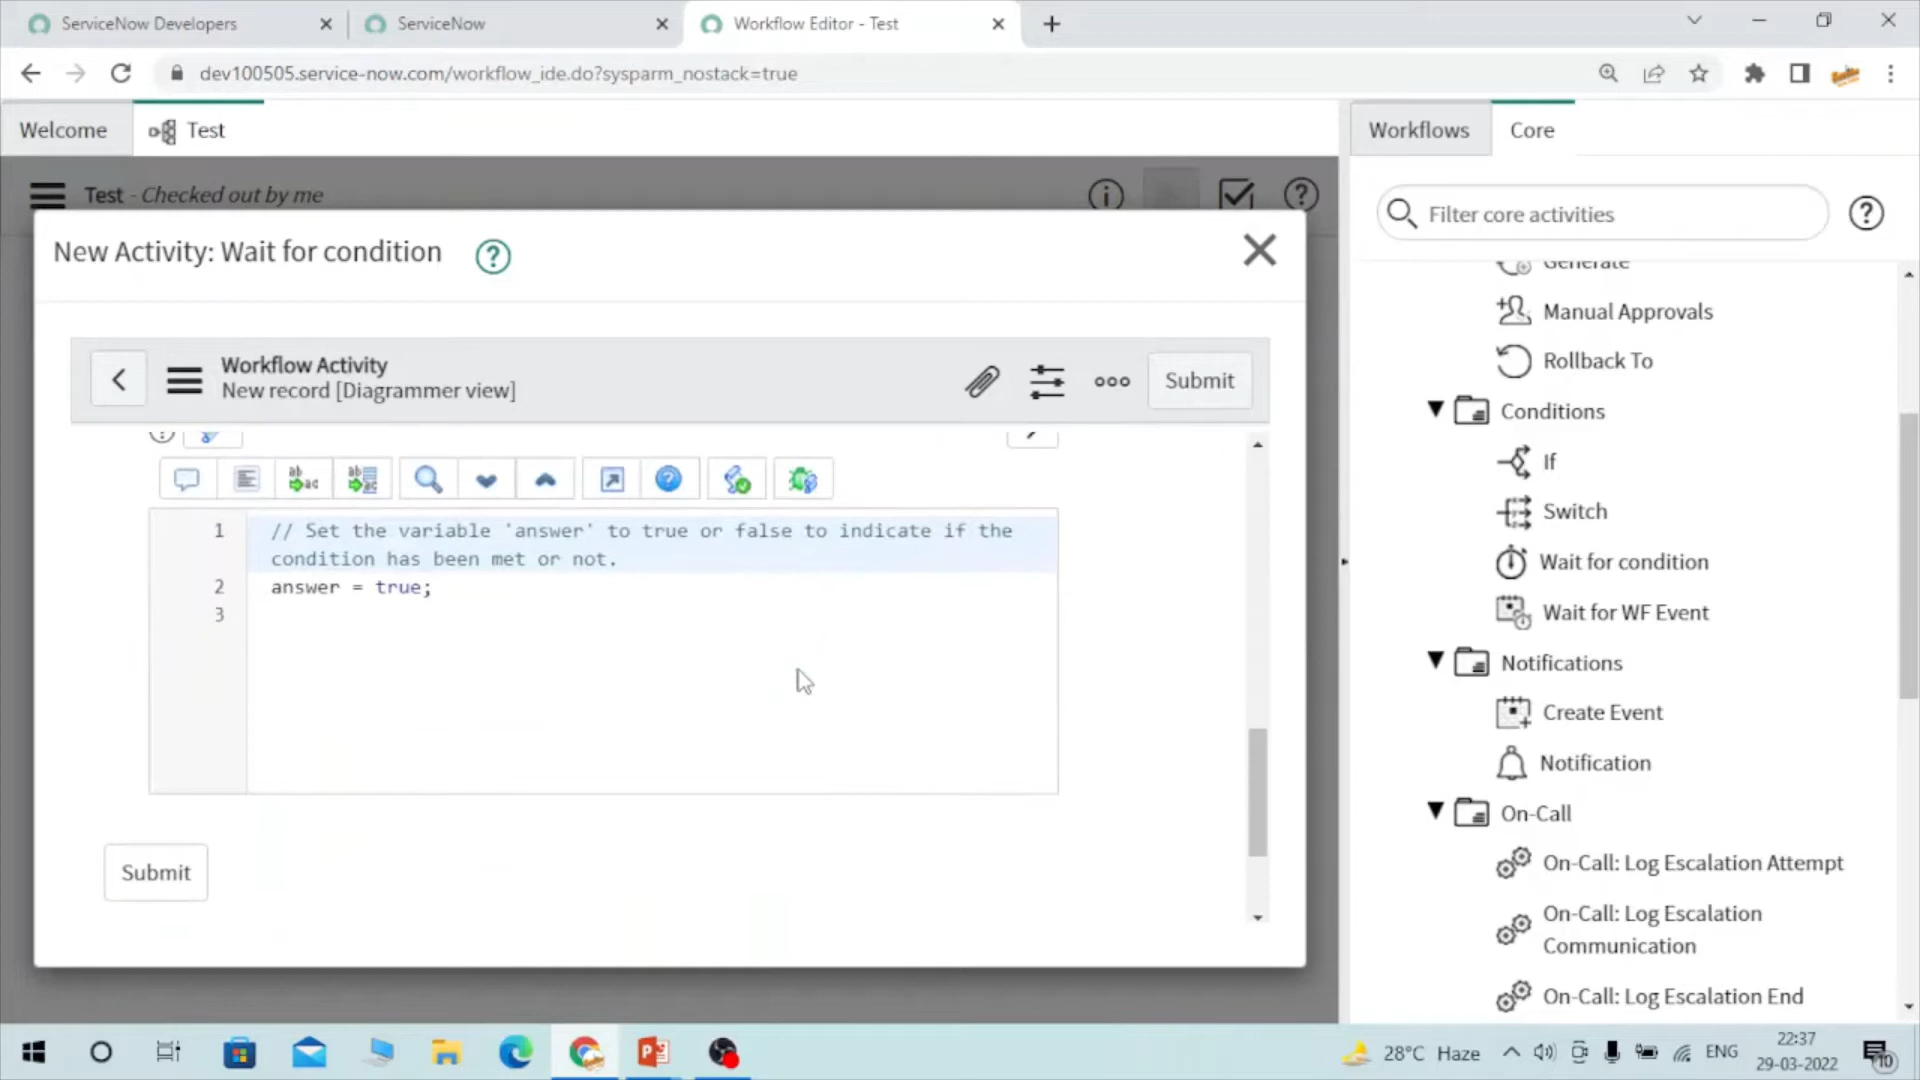 ServiceNow Developers
ServiceNow
Workflow Editor - Test
dev100505.service-now.com/workflow_ide.do?sysparm_nostack=true
Welcome
Test
Workflows
Core
Test - Checked out by me
Filter core activities
New Activity: Wait for condition
Generate
Manual Approvals
Rollback To
Workflow Activity
New record [Diagrammer view]
Submit
Conditions
If
Switch
Wait for condition
Wait for WF Event
Notifications
Create Event
Notification
On-Call
On-Call: Log Escalation Attempt
On-Call: Log Escalation
Communication
On-Call: Log Escalation End
1 // Set the variable 'answer' to true or false to indicate if the
condition has been met or not.
2 answer = true;
3
Submit
28°C Haze
ENG
22:37
29-03-2022
10